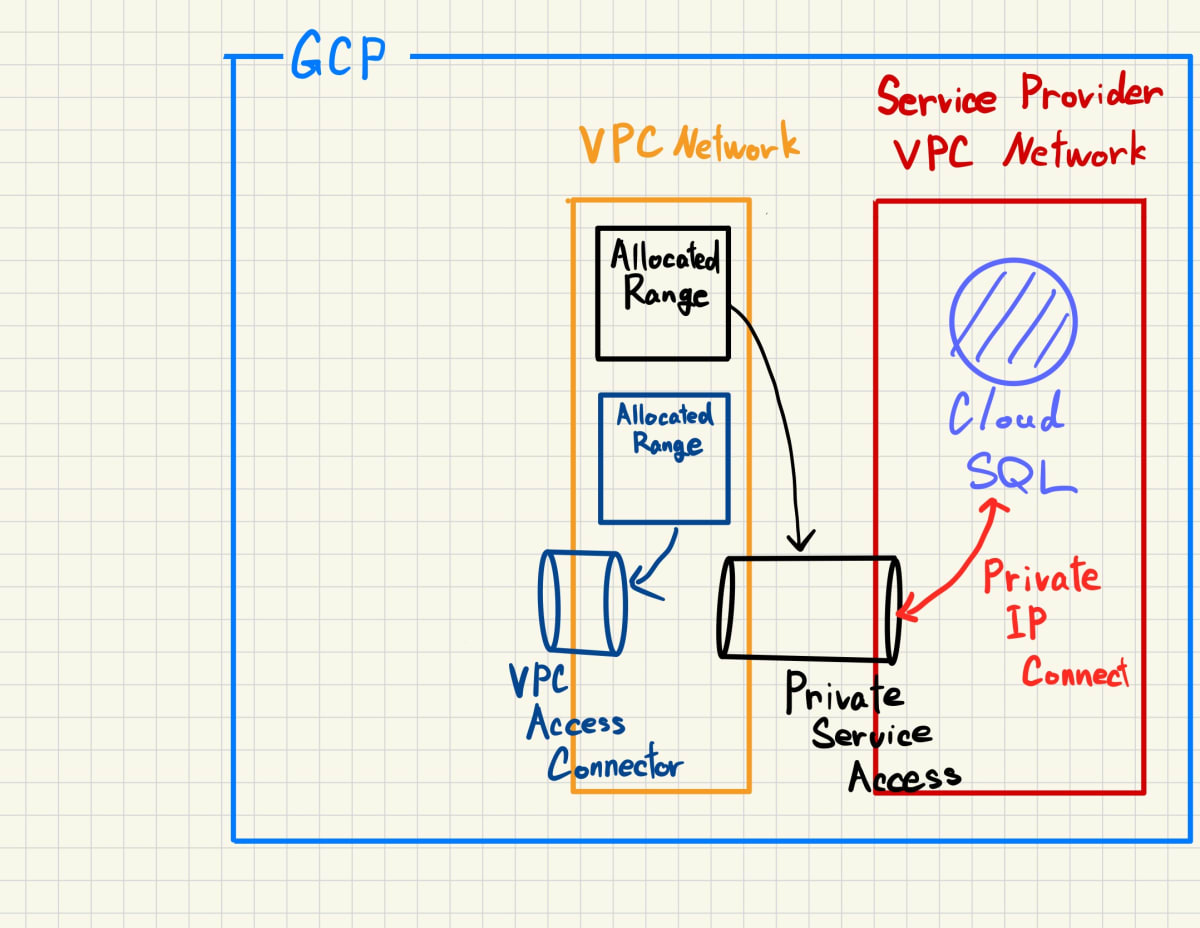 GCP
Service Provider
VPC Network
VPC Network
Allocated
Range
Allocated
Range
Cloud
SQL
Private
IP
Connect
VPC
Access
Connector
Private
Service
Access